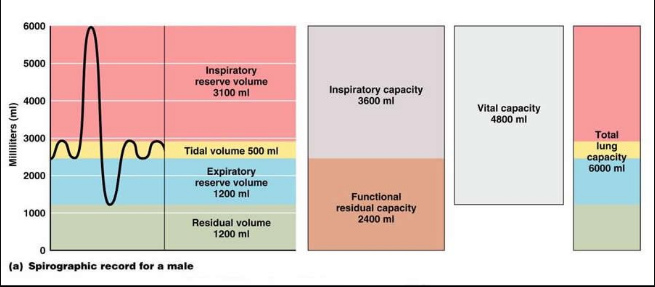 6000
5000
4000
3000
2000
1000
0
Milliliters (ml)
Inspiratory
reserve volume
3100 ml
Tidal volume 500 ml
Expiratory
reserve volume
1200 ml
Residual volume
1200 ml
Inspiratory capacity
3600 ml
Functional
residual capacity
2400 ml
Vital capacity
4800 ml
Total
lung
capacity
6000 ml
(a) Spirographic record for a male